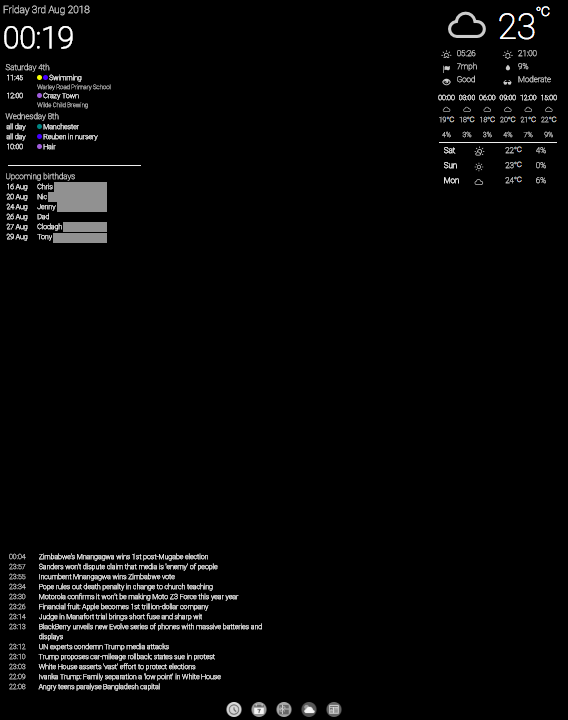 Friday 3rd Aug 2018
00:19
Saturday 4th
11:45 Swimming
Warley Road Primary School
12:00 Crazy Town
Wilde Child Brewing
Wednesday 8th
all day Manchester
all day Reuben in nursery
10:00 Hair
Upcoming birthdays
16 Aug Chris
20 Aug Nic
24 Aug Jenny
26 Aug Dad
27 Aug Clodagh
29 Aug Tony
23°C
05:26 21:00
7mph 9%
Good Moderate
00:00 03:00 06:00 09:00 12:00 15:00
19°C 18°C 18°C 20°C 21°C 22°C
4% 3% 3% 4% 7% 9%
Sat 22°C 4%
Sun 23°C 0%
Mon 24°C 6%
00:04 Zimbabwe's Mnangagwa wins 1st post-Mugabe election
23:57 Sanders won't dispute claim that media is 'enemy' of people
23:55 Incumbent Mnangagwa wins Zimbabwe vote
23:34 Pope rules out death penalty in change to church teaching
23:30 Motorola confirms it won't be making Moto Z3 Force this year year
23:26 Financial fruit: Apple becomes 1st trillion-dollar company
23:14 Judge in Manafort trial brings short fuse and sharp wit
23:13 BlackBerry unveils new Evolve series of phones with massive batteries and
displays
23:12 UN experts condemn Trump media attacks
23:10 Trump proposes car-mileage rollback; states sue in protest
23:03 White House asserts 'vast' effort to protect elections
22:09 Ivanka Trump: Family separation a 'low point' in White House
22:08 Angry teens paralyse Bangladesh capital